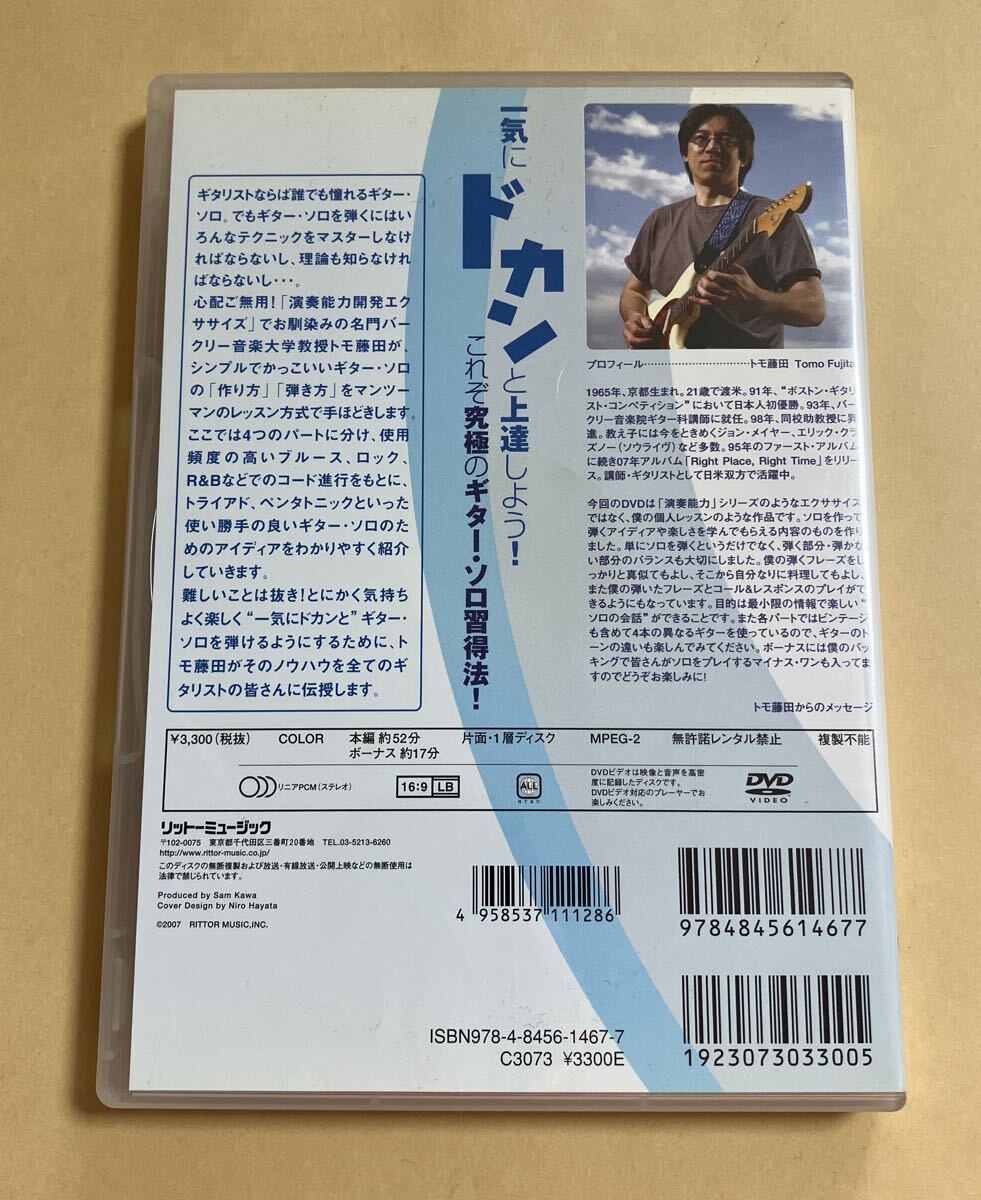 一気にドカンと上達しよう!
これぞ究極のギター・ソロ習得法!
ギタリストならば誰でも憧れるギター・
ソロ。でもギター・ソロを弾くにはい
ろんなテクニックをマスターしなけ
ればならないし、理論も知らなけれ
ばならないし・・・。
心配ご無用!「演奏能力開発エク
ササイズ」でお馴染みの名門バー
クリー音楽大学教授トモ藤田が、
シンプルでかっこいいギター・ソロ
の「作り方」「弾き方」をマンツー
マンのレッスン方式で手ほどきします。
ここでは4つのパートに分け、使用
頻度の高いブルース、ロック、
R&Bなどでのコード進行をもとに、
トライアド、ペンタトニックといった
使い勝手の良いギター・ソロのた
めのアイディアをわかりやすく紹介
していきます。
難しいことは抜き!とにかく気持ち
よく楽しく“一気にドカンと”ギター・
ソロを弾けるようにするために、ト
モ藤田がそのノウハウを全てのギ
タリストの皆さんに伝授します。
プロフィール…………………………トモ藤田 Tomo Fujita
1965年、京都生まれ。21歳で渡米。91年、“ボストン・ギタリ
スト・コンペティション”において日本人初優勝。93年、バー
クリー音楽院ギター科講師に就任。98年、同校助教授に昇
進。教え子には今をときめくジョン・メイヤー、エリック・クラ
ズノー(ソウライヴ)など多数。95年のファースト・アルバム
に続き07年アルバム「Right Place, Right Time」をリリー
ス。講師・ギタリストとして日米双方で活躍中。
今回のDVDは「演奏能力」シリーズのようなエクササイズ
ではなく、僕の個人レッスンのような作品です。ソロを作って
弾くアイディアや楽しさを学んでもらえる内容のものを作り
ました。単にソロを弾くというだけでなく、弾く部分・弾かな
い部分のバランスも大切にしました。僕の弾くフレーズをし
っかりと真似てもよし、そこから自分なりに料理してもよし、
また僕の弾いたフレーズとコール&レスポンスのプレイがで
きるようにもなっています。目的は最小限の情報で楽しい“
ソロの会話”ができることです。また各パートではビンテージ
も含めて4本の異なるギターを使っているので、ギターのト
ーンの違いも楽しんでみてください。ボーナスには僕のバッ
キングで皆さんがソロをプレイするマイナス・ワンも入ってま
すのでどうぞお楽しみに!
トモ藤田からのメッセージ
¥3,300(税抜) COLOR 本編 約52分 片面・1層ディスク MPEG-2 無許諾レンタル禁止 複製不能
ボーナス 約17分
リニアPCM(ステレオ) 16:9 LB ALL NTSC
DVDビデオは映像と音声を高密
度に記録したディスクです。
DVDビデオ対応のプレーヤーでお
楽しみください。
DVD VIDEO
リットーミュージック
〒102-0075 東京都千代田区三番町20番地 TEL.03-5213-6260
http://www.rittor-music.co.jp/
このディスクの無断複製および放送・有線放送・公開上映などの無断使用は
法律で禁じられています。
Produced by Sam Kawa
Cover Design by Niro Hayata
©2007 RITTOR MUSIC,INC.
4 958537 111286
9784845614677
ISBN978-4-8456-1467-7
C3073 ¥3300E
1923073033005